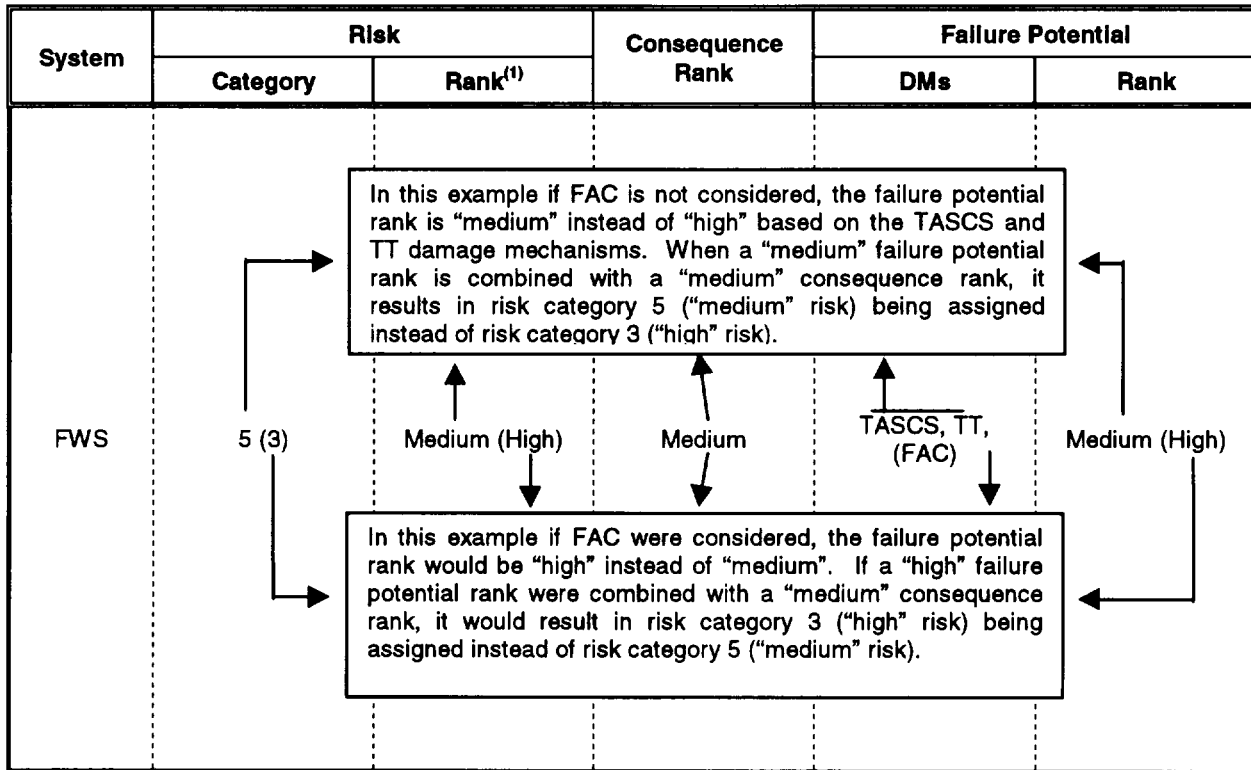 System
Risk
Consequence
Rank
Failure Potential
Category
Rank(1)
DMs
Rank
In this example if FAC is not considered, the failure potential
rank is “medium” instead of “high” based on the TASCS and
TT damage mechanisms. When a “medium” failure potential
rank is combined with a “medium” consequence rank, it
results in risk category 5 (“medium” risk) being assigned
instead of risk category 3 (“high” risk).
FWS
5 (3)
Medium (High)
Medium
TASCS, TT,
(FAC)
Medium (High)
In this example if FAC were considered, the failure potential
rank would be “high” instead of “medium”. If a “high” failure
potential rank were combined with a “medium” consequence
rank, it would result in risk category 3 (“high” risk) being
assigned instead of risk category 5 (“medium” risk).